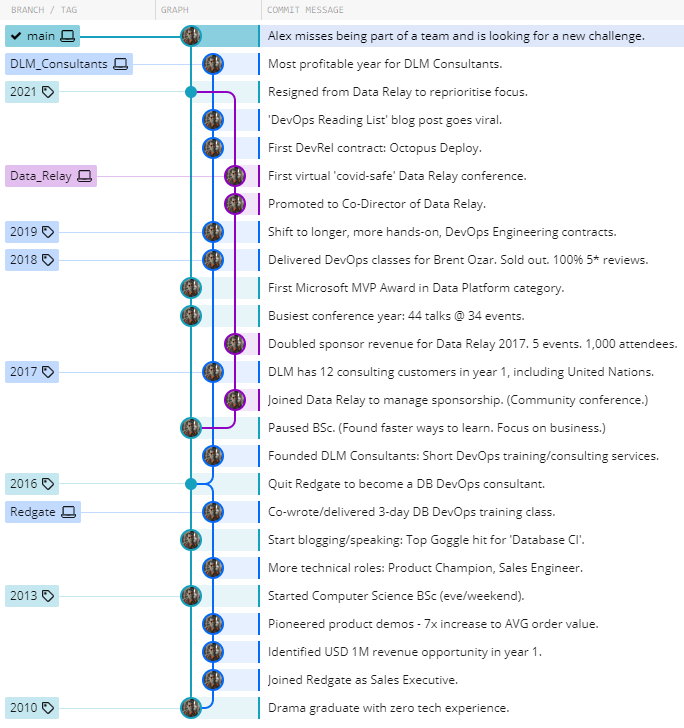 BRANCH / TAG GRAPH COMMIT MESSAGE
main Alex misses being part of a team and is looking for a new challenge.
DLM_Consultants Most profitable year for DLM Consultants.
2021 Resigned from Data Relay to reprioritise focus.
'DevOps Reading List' blog post goes viral.
First DevRel contract: Octopus Deploy.
Data_Relay First virtual 'covid-safe' Data Relay conference.
Promoted to Co-Director of Data Relay.
2019 Shift to longer, more hands-on, DevOps Engineering contracts.
2018 Delivered DevOps classes for Brent Ozar. Sold out. 100% 5* reviews.
First Microsoft MVP Award in Data Platform category.
Busiest conference year: 44 talks @ 34 events.
Doubled sponsor revenue for Data Relay 2017. 5 events. 1,000 attendees.
2017 DLM has 12 consulting customers in year 1, including United Nations.
Joined Data Relay to manage sponsorship. (Community conference.)
Paused BSc. (Found faster ways to learn. Focus on business.)
Founded DLM Consultants: Short DevOps training/consulting services.
2016 Quit Redgate to become a DB DevOps consultant.
Redgate Co-wrote/delivered 3-day DB DevOps training class.
Start blogging/speaking: Top Goggle hit for 'Database CI'.
More technical roles: Product Champion, Sales Engineer.
2013 Started Computer Science BSc (eve/weekend).
Pioneered product demos - 7x increase to AVG order value.
Identified USD 1M revenue opportunity in year 1.
Joined Redgate as Sales Executive.
2010 Drama graduate with zero tech experience.